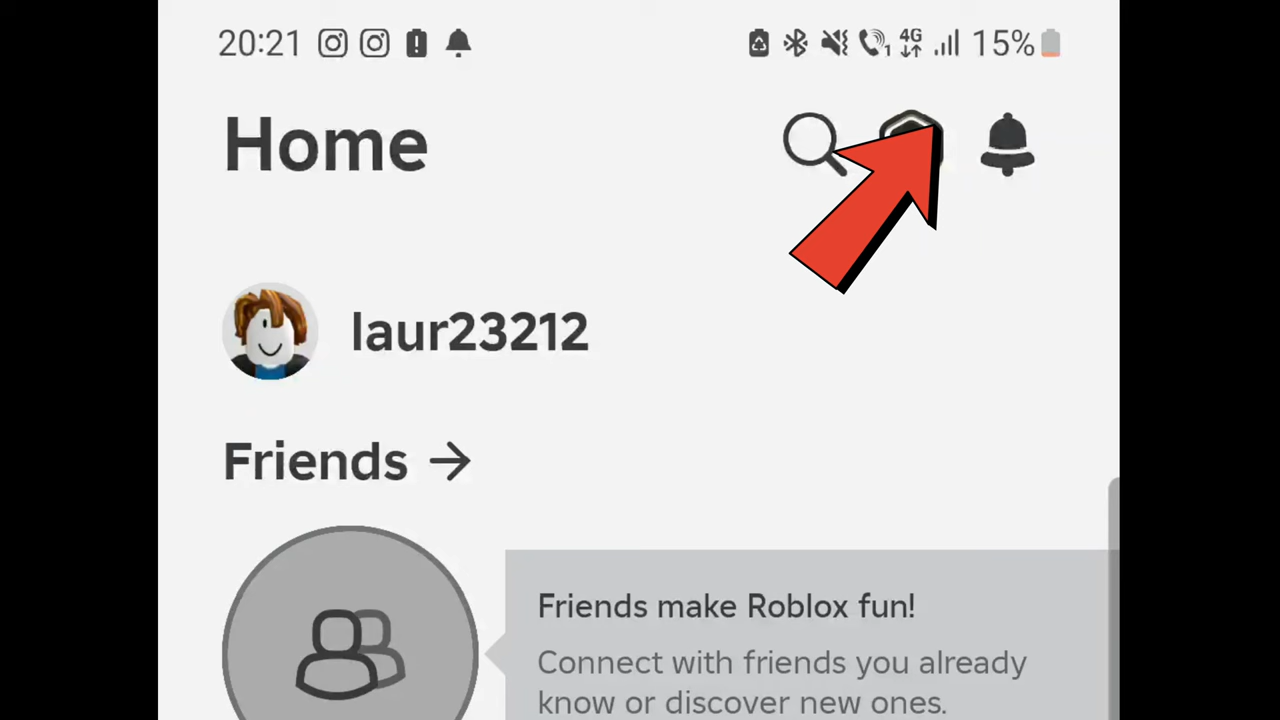 20:21 4G 15%
Home
laur23212
Friends →
Friends make Roblox fun!
Connect with friends you already
know or discover new ones.